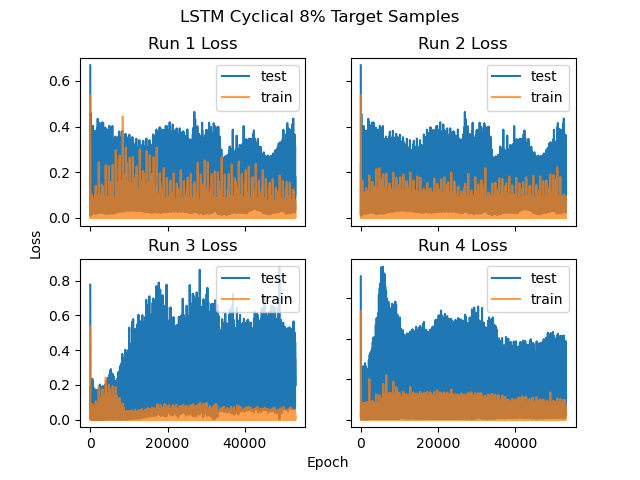 LSTM Cyclical 8% Target Samples
Run 1 Loss
Run 2 Loss
test
train
test
train
0.6
0.4
0.2
0.0
Loss
Run 3 Loss
Run 4 Loss
test
train
test
train
0.8
0.6
0.4
0.2
0.0
0 20000 40000
0 20000 40000
Epoch